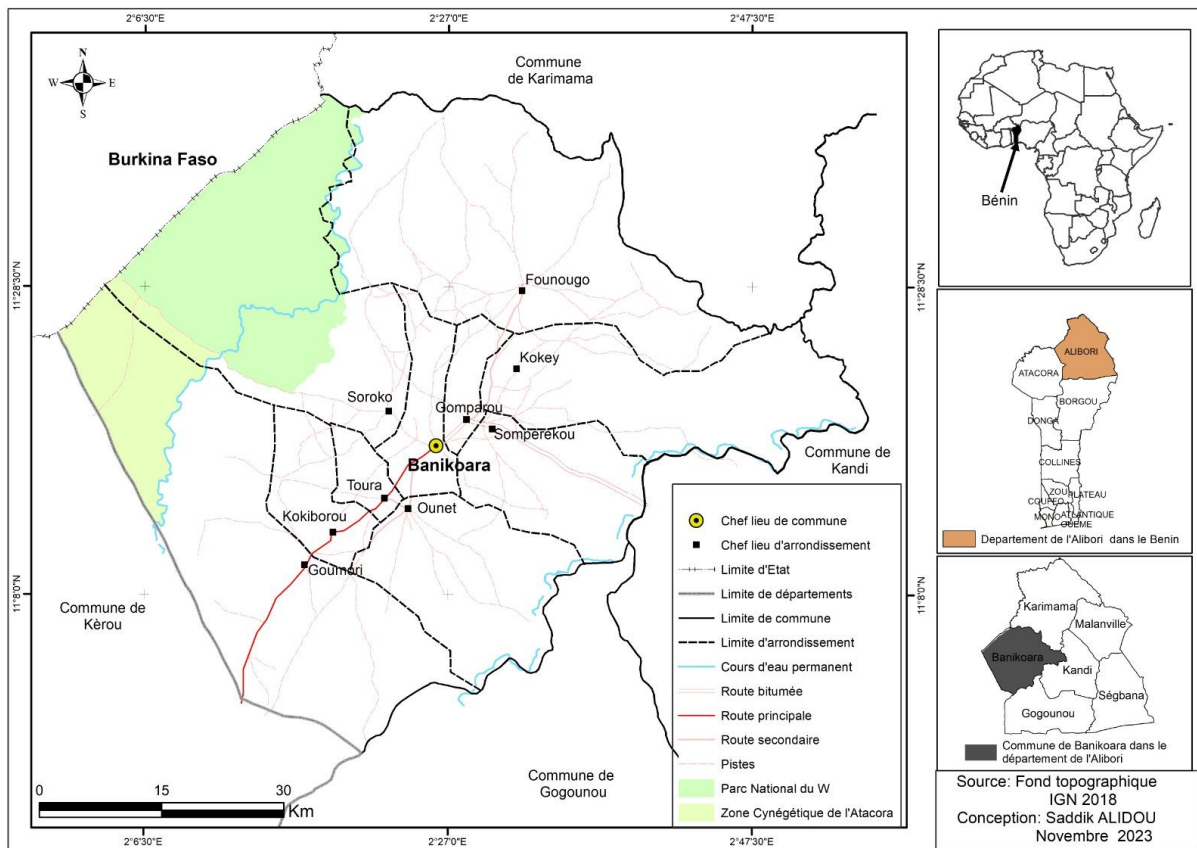 2°6'30"E
2°27'0"E
2°47'30"E
N
W
E
S
Commune
de Karimama
Burkina Faso
11°28'30"N
11°28'30"N
Founougo
Kokey
Soroko
Gomparou
Somperekou
Banikoara
Commune de
Kandi
Toura
Ounet
Kokiborou
Goumori
11°8'0"N
11°8'0"N
Commune de
Kèrou
Commune de
Gogounou
0
15
30
Km
2°6'30"E
2°27'0"E
2°47'30"E
Chef lieu de commune
Chef lieu d'arrondissement
Limite d'Etat
Limite de départements
Limite de commune
Limite d'arrondissement
Cours d'eau permanent
Route bitumée
Route principale
Route secondaire
Pistes
Parc National du W
Zone Cynégétique de l'Atacora
Bénin
ALIBORI
ATACORA
BORGOU
DONGA
COLLINES
ZOU
PLATEAU
COUFFO
ATLANTIQUE
MONO
OUEME
Departement de l'Alibori dans le Benin
Karimama
Malanville
Banikoara
Kandi
Ségbana
Gogounou
Commune de Banikoara dans le
département de l'Alibori
Source: Fond topographique
IGN 2018
Conception: Saddik ALIDOU
Novembre 2023